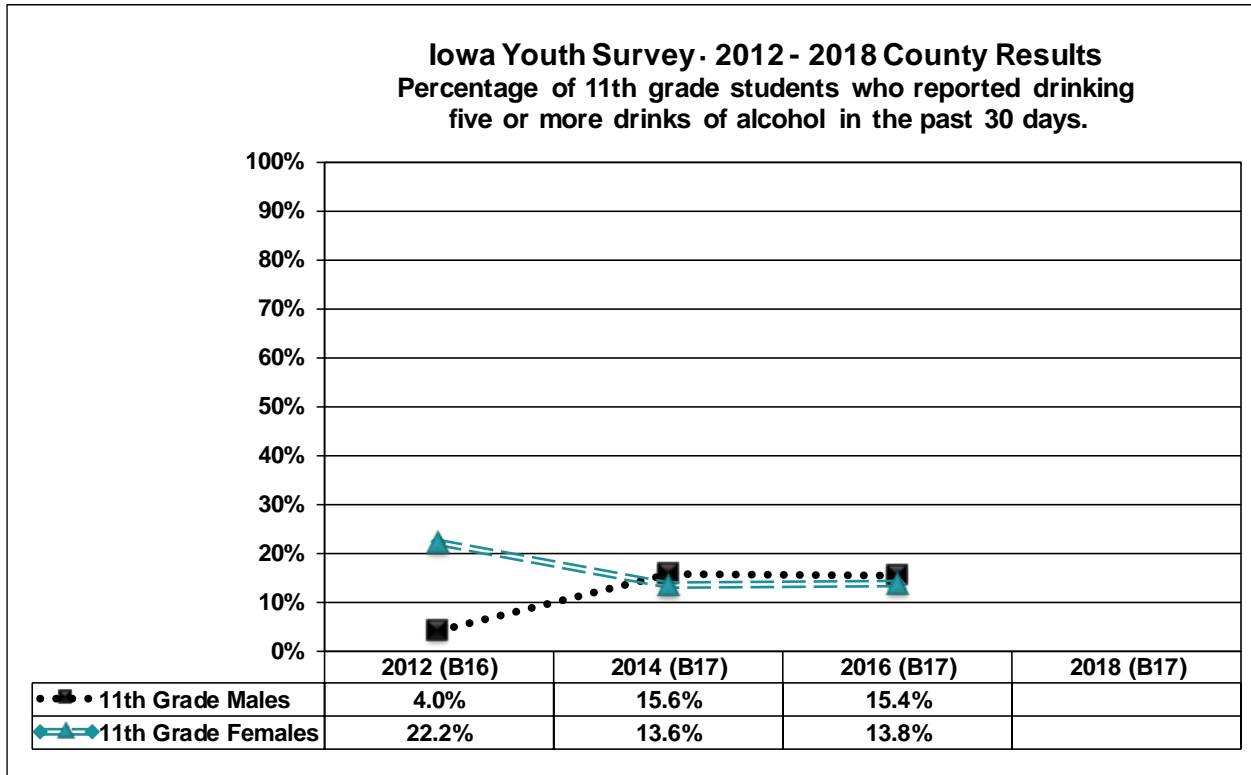 Iowa Youth Survey · 2012 - 2018 County Results
Percentage of 11th grade students who reported drinking
five or more drinks of alcohol in the past 30 days.
100%
90%
80%
70%
60%
50%
40%
30%
20%
10%
0%
2012 (B16) 2014 (B17) 2016 (B17) 2018 (B17)
11th Grade Males 4.0% 15.6% 15.4%
11th Grade Females 22.2% 13.6% 13.8%